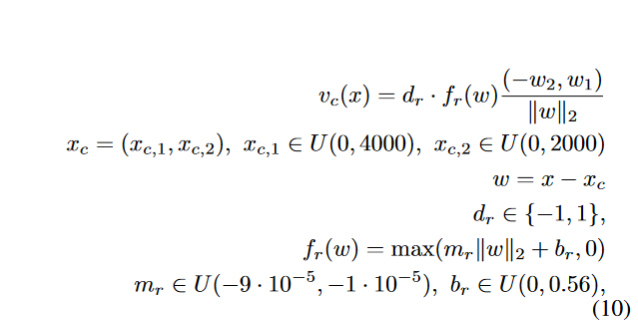 v_c(x) = d_r · f_r(w) (−w_2, w_1) / ‖w‖_2
x_c = (x_{c,1}, x_{c,2}), x_{c,1} ∈ U(0, 4000), x_{c,2} ∈ U(0, 2000)
w = x − x_c
d_r ∈ {−1, 1},
f_r(w) = max(m_r‖w‖_2 + b_r, 0)
m_r ∈ U(−9 · 10^{−5}, −1 · 10^{−5}), b_r ∈ U(0, 0.56),
(10)